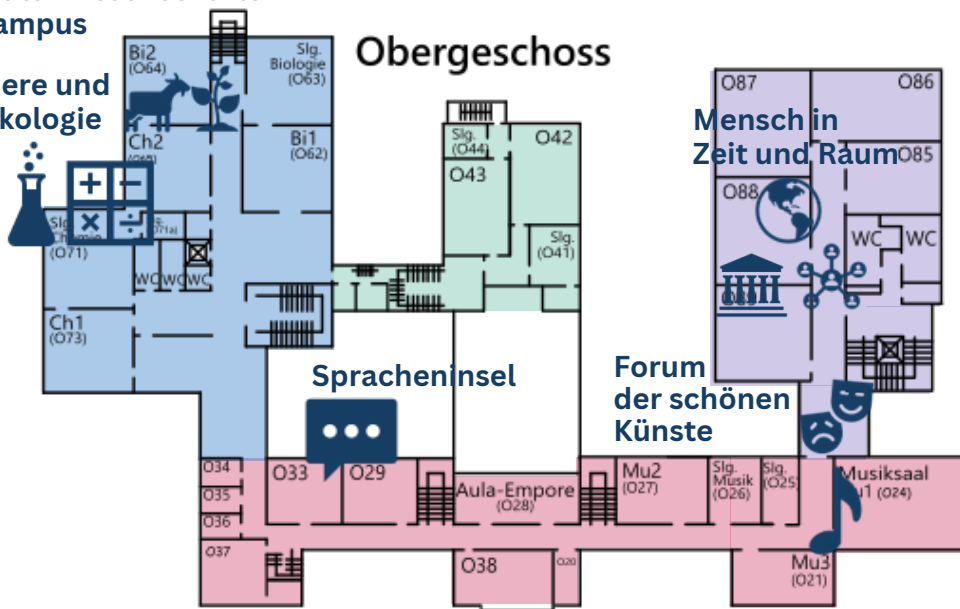 ampus
ere und
kologie
Obergeschoss
Bi2
(O64)
Slg.
Biologie
(O63)
Ch2
Bi1
(O62)
Slg.
(O71)
WC
WC
WC
Ch1
(O73)
Slg.
(O44)
O42
O43
Slg.
(O41)
O87
O86
Mensch in
Zeit und Raum
O85
O88
WC
WC
Spracheninsel
Forum
der schönen
Künste
O34
O35
O36
O37
O33
O29
Aula-Empore
(O28)
Mu2
(O27)
Slg.
Musik
(O26)
Slg.
(O25)
Musiksaal
(O24)
O38
O20
Mu3
(O21)